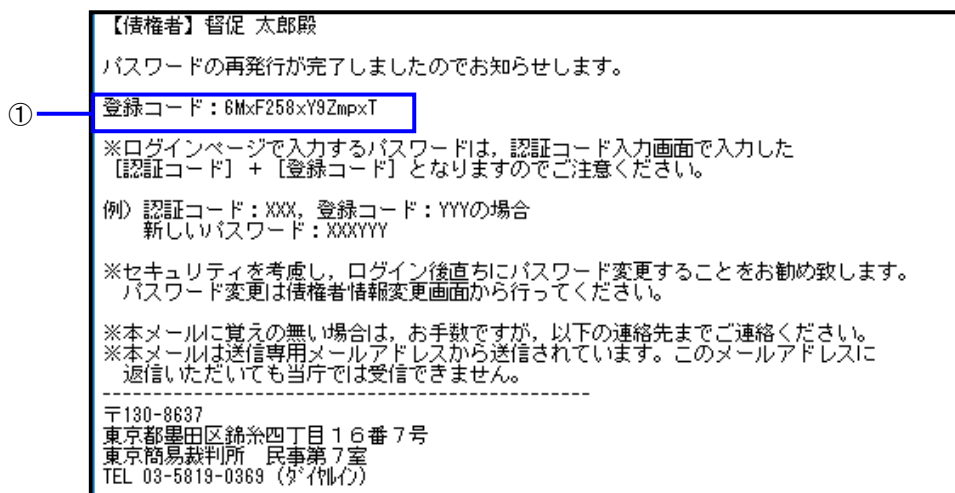 【債権者】督促 太郎殿
パスワードの再発行が完了しましたのでお知らせします。
①
登録コード:6MxF258xY9ZmpxT
※ログインページで入力するパスワードは，認証コード入力画面で入力した
［認証コード］ + ［登録コード］となりますのでご注意ください。
例）認証コード:XXX，登録コード:YYYの場合
新しいパスワード:XXXYYY
※セキュリティを考慮し，ログイン後直ちにパスワード変更することをお勧め致します。
パスワード変更は債権者情報変更画面から行ってください。
※本メールに覚えの無い場合は，お手数ですが，以下の連絡先までご連絡ください。
※本メールは送信専用メールアドレスから送信されています。このメールアドレスに
返信いただいても当庁では受信できません。
------------------------------------------------
〒130-8637
東京都墨田区錦糸四丁目１６番７号
東京簡易裁判所　民事第７室
TEL 03-5819-0369（ﾀﾞｲﾔﾙｲﾝ）